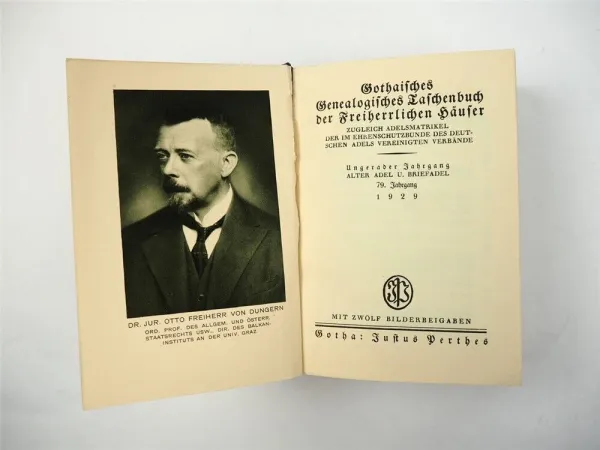 DR. JUR. OTTO FREIHERR VON DUNGERN
ORD. PROF. DES ALLGEM. UND ÖSTERR.
STAATSRECHTS USW., DIR. DES BALKAN-
INSTITUTS AN DER UNIV. GRAZ
Gothaisches
Genealogisches Taschenbuch
der Freiherrlichen Häuser
ZUGLEICH ADELSMATRIKEL
DER IM EHRENSCHUTZBUNDE DES DEUT-
SCHEN ADELS VEREINIGTEN VERBÄNDE
Ungerader Jahrgang
ALTER ADEL U. BRIEFADEL
79. Jahrgang
1929
JP
MIT ZWÖLF BILDERBEIGABEN
Gotha: Justus Perthes